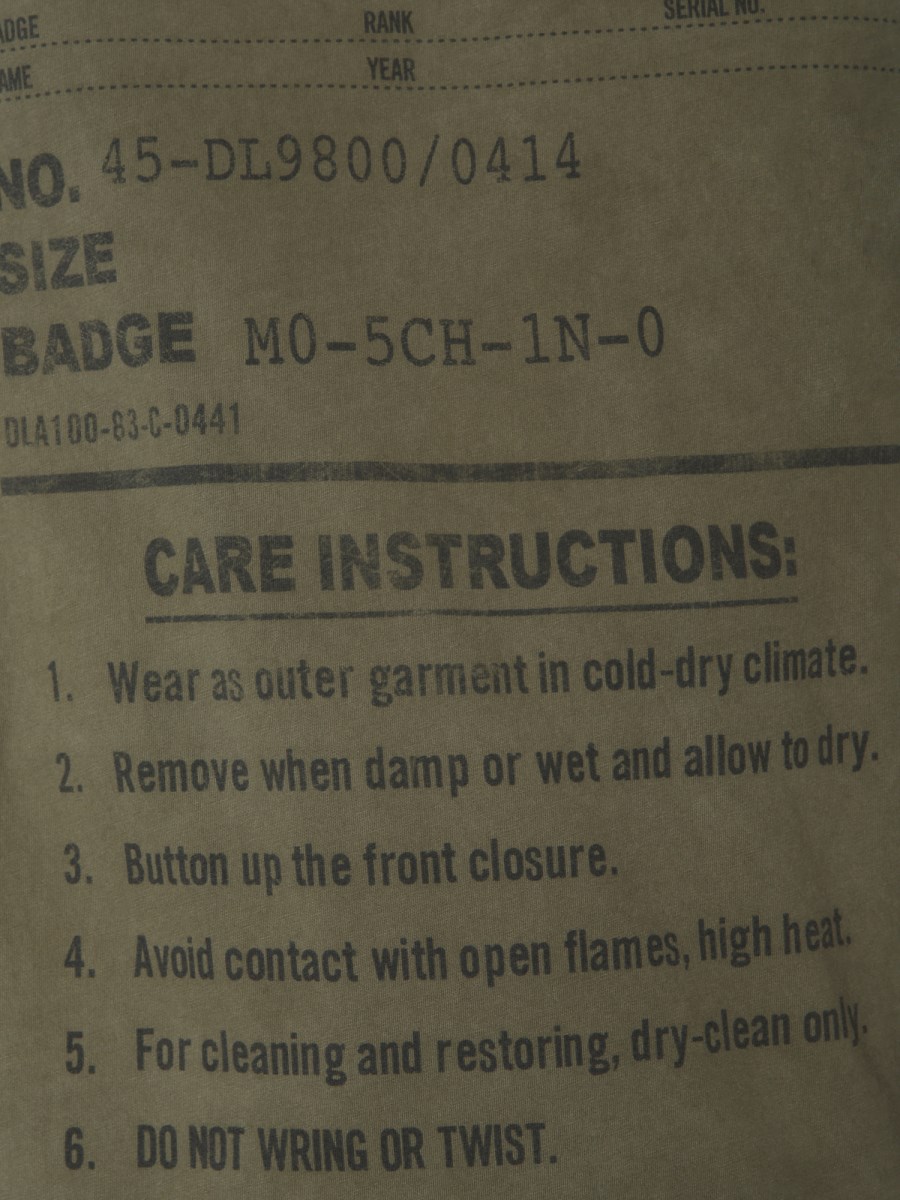 RANK
SERIAL NO.
YEAR
NO. 45-DL9800/0414
SIZE
BADGE MO-5CH-1N-0
DLA100-83-C-0441
CARE INSTRUCTIONS:
1. Wear as outer garment in cold-dry climate.
2. Remove when damp or wet and allow to dry.
3. Button up the front closure.
4. Avoid contact with open flames, high heat.
5. For cleaning and restoring, dry-clean only.
6. DO NOT WRING OR TWIST.